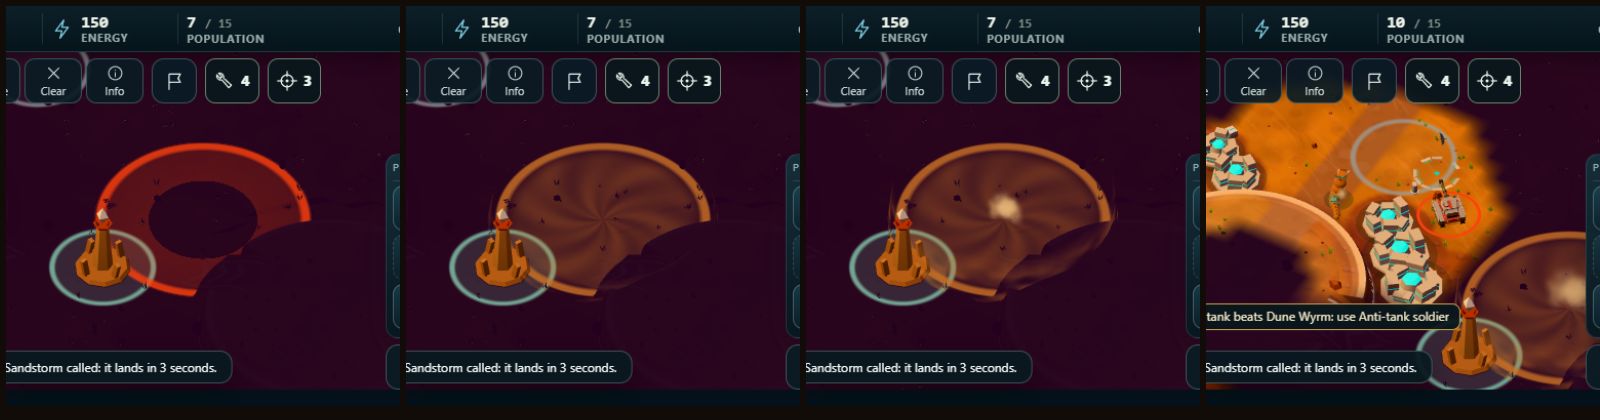 150
ENERGY
7 / 15
POPULATION
Clear
Info
4
3
Sandstorm called: it lands in 3 seconds.
150
ENERGY
7 / 15
POPULATION
Clear
Info
4
3
Sandstorm called: it lands in 3 seconds.
150
ENERGY
7 / 15
POPULATION
Clear
Info
4
3
Sandstorm called: it lands in 3 seconds.
150
ENERGY
10 / 15
POPULATION
Clear
Info
4
4
tank beats Dune Wyrm: use Anti-tank soldier
Sandstorm called: it lands in 3 seconds.